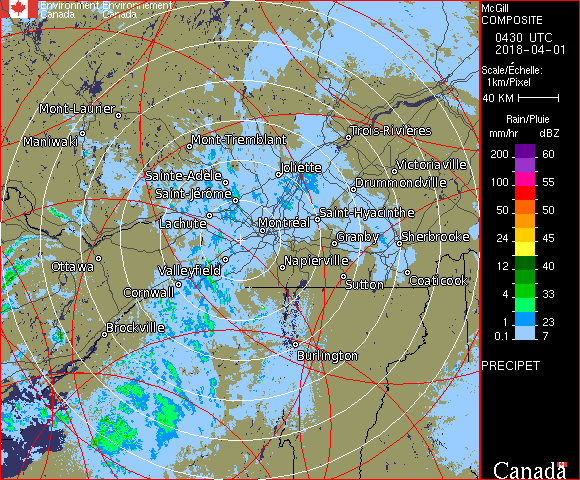 Environment Environnement
Canada Canada
Mont-Laurier
Maniwaki
Mont-Tremblant
Trois-Rivières
Sainte-Adèle
Joliette
Victoriaville
Saint-Jérôme
Drummondville
Lachute
Montréal
Saint-Hyacinthe
Granby
Sherbrooke
Ottawa
Valleyfield
Napierville
Cornwall
Sutton
Coaticook
Brockville
Burlington
McGill
COMPOSITE
0430 UTC
2018-04-01
Scale/Échelle:
1km/Pixel
40 KM
Rain/Pluie
mm/hr dBZ
200 60
100 55
50 50
24 45
12 40
4 33
1 23
0.1 7
PRECIPET
Canada